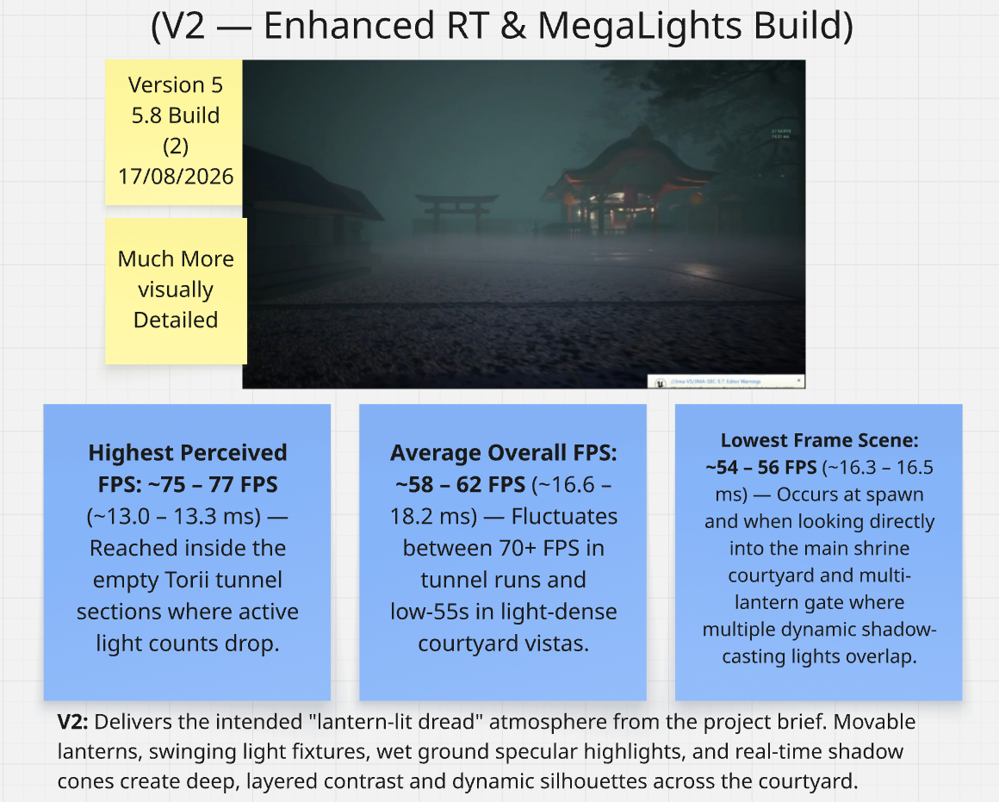 (V2 — Enhanced RT & MegaLights Build)
Version 5
5.8 Build
(2)
17/08/2026
Much More
visually
Detailed
Highest Perceived
FPS: ~75 – 77 FPS
(~13.0 – 13.3 ms) —
Reached inside the
empty Torii tunnel
sections where active
light counts drop.
Average Overall FPS:
~58 – 62 FPS (~16.6 –
18.2 ms) — Fluctuates
between 70+ FPS in
tunnel runs and
low-55s in light-dense
courtyard vistas.
Lowest Frame Scene:
~54 – 56 FPS (~16.3 – 16.5
ms) — Occurs at spawn
and when looking directly
into the main shrine
courtyard and multi-
lantern gate where
multiple dynamic shadow-
casting lights overlap.
V2: Delivers the intended "lantern-lit dread" atmosphere from the project brief. Movable
lanterns, swinging light fixtures, wet ground specular highlights, and real-time shadow
cones create deep, layered contrast and dynamic silhouettes across the courtyard.